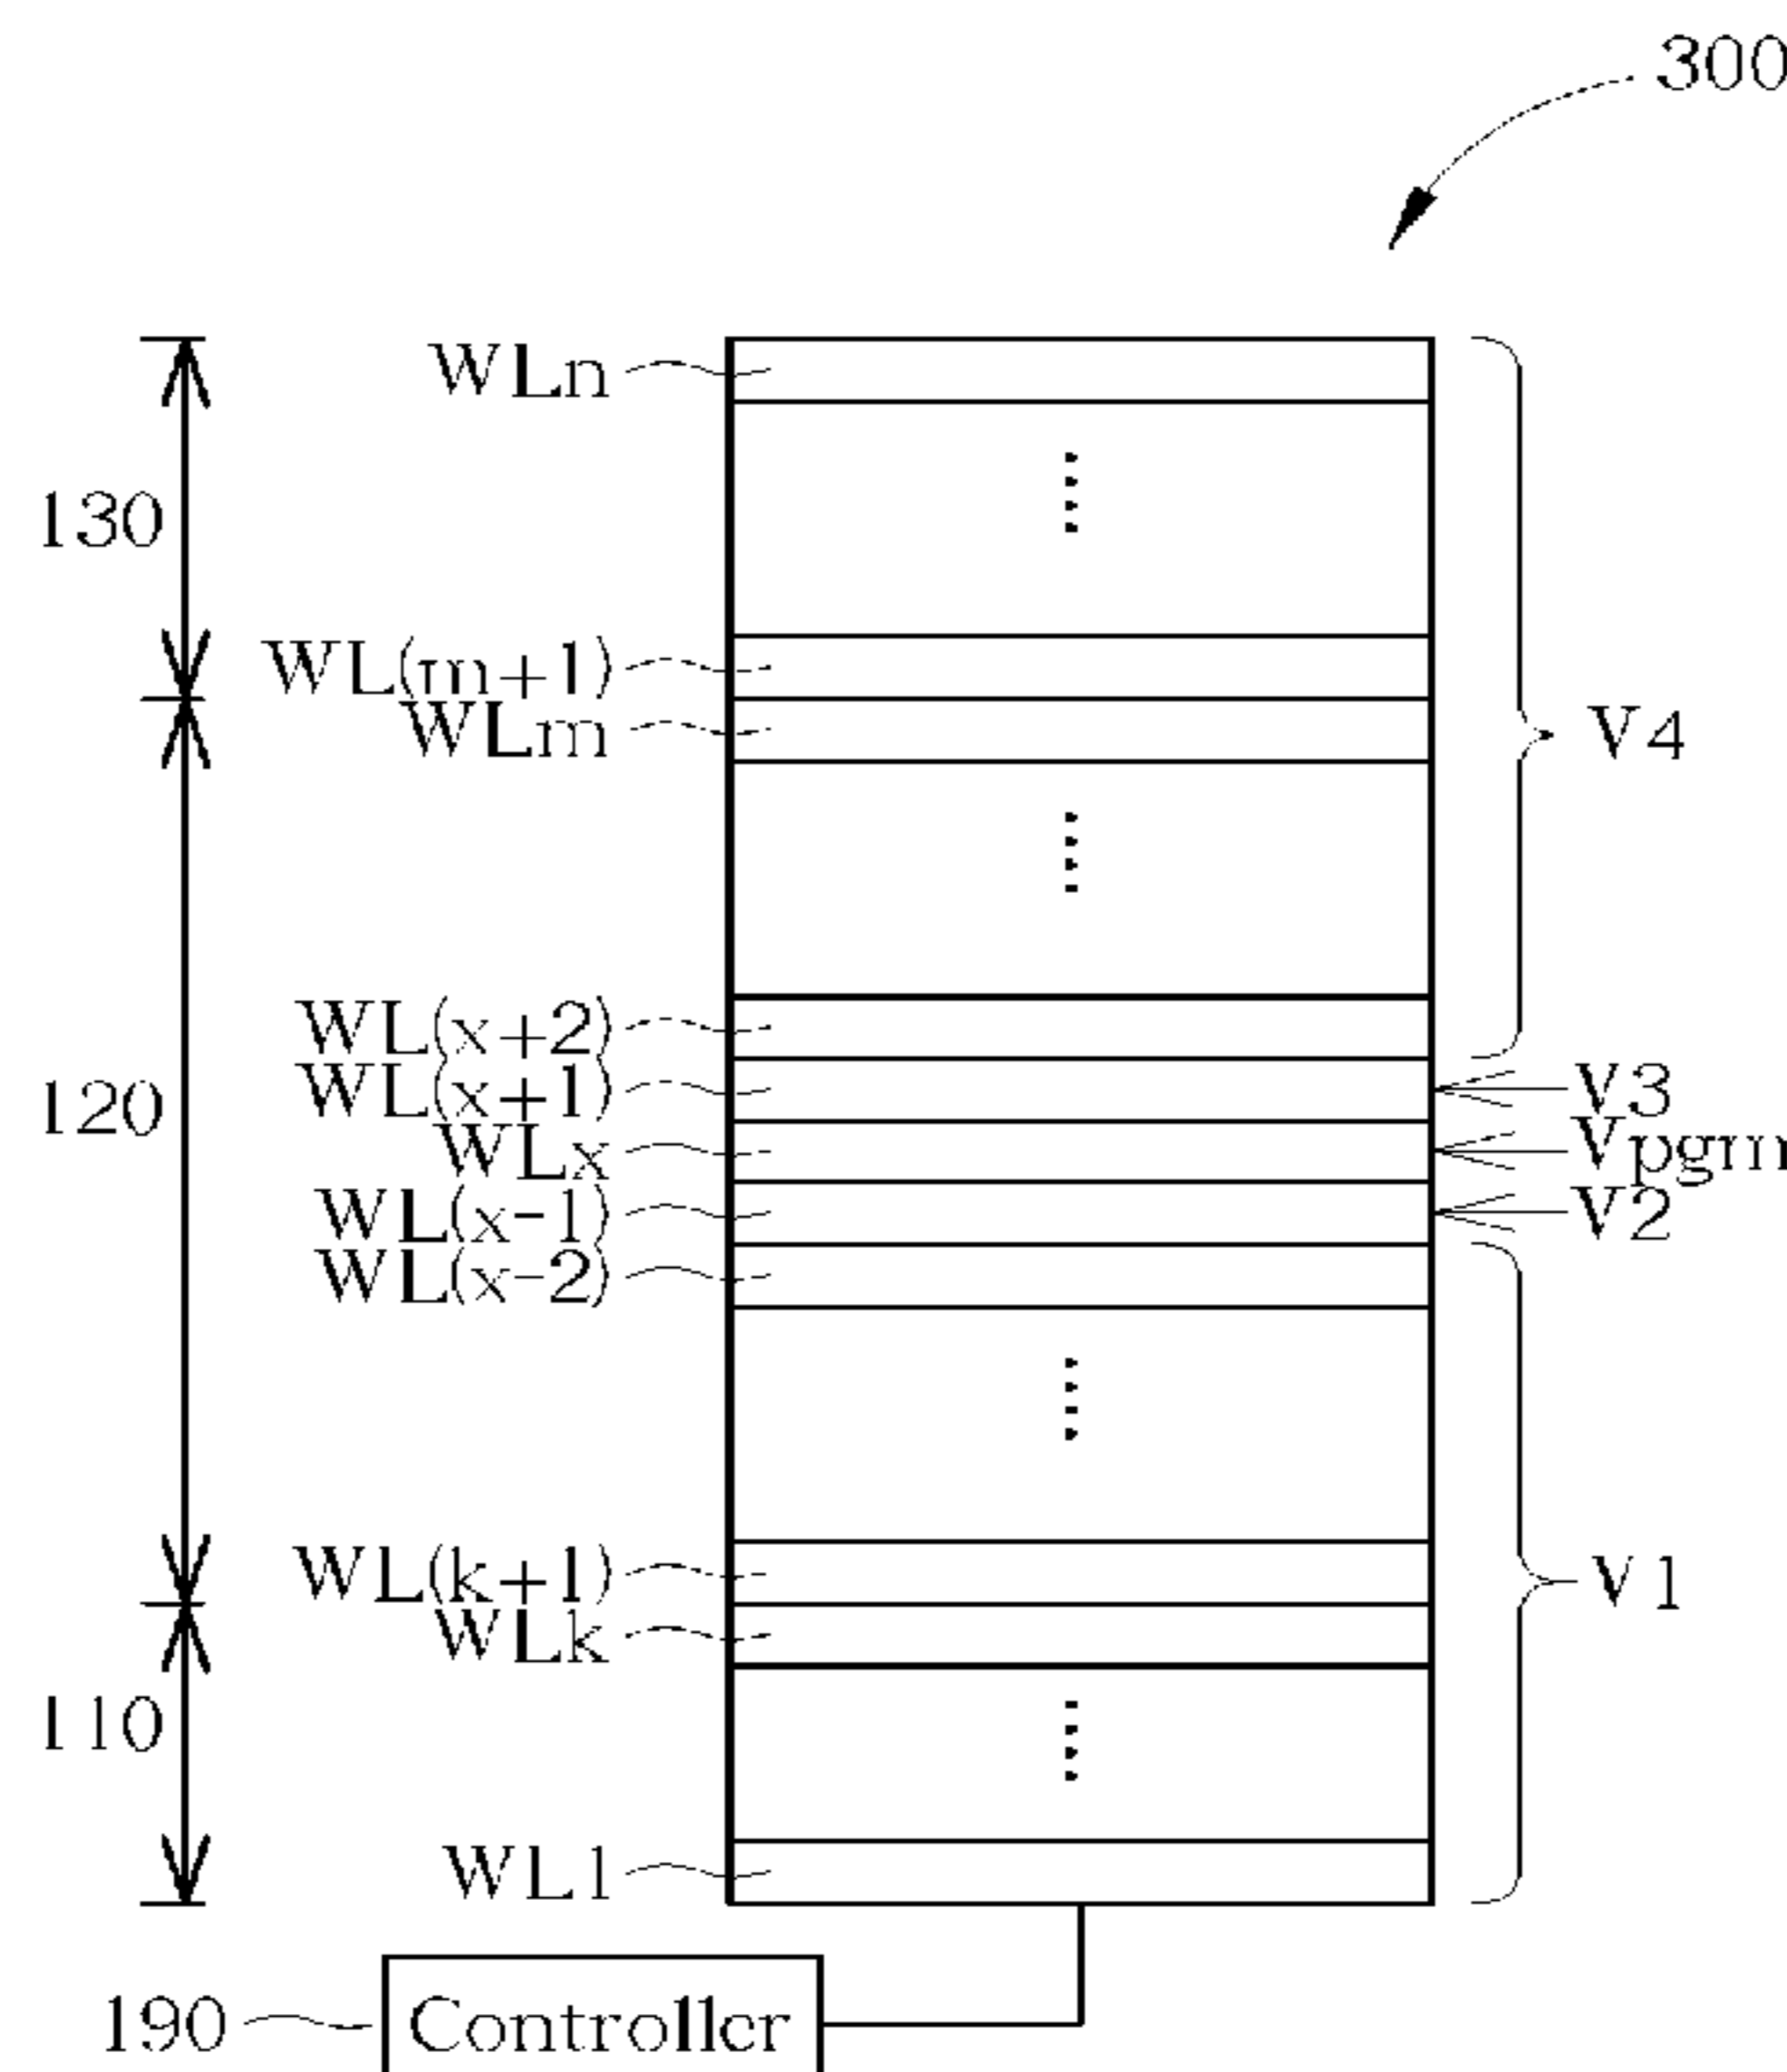 300
WLn
130
WL(m+1)
WLm
V4
WL(x+2)
WL(x+1)
V3
120
WLx
Vpgm
WL(x-1)
V2
WL(x-2)
WL(k+1)
V1
WLk
110
WL1
190
Controller